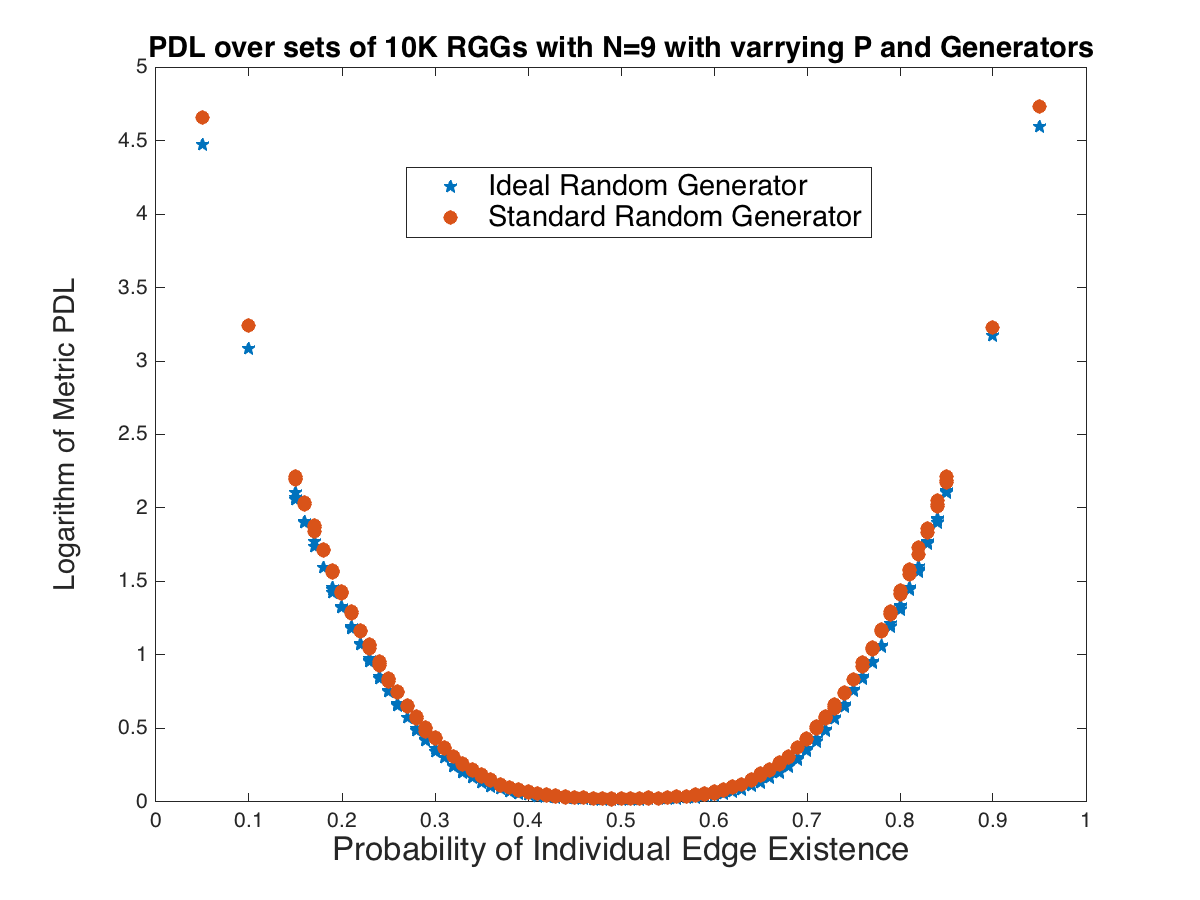 PDL over sets of 10K RGGs with N=9 with varrying P and Generators
5
4.5
4
3.5
3
2.5
2
1.5
1
0.5
0
Logarithm of Metric PDL
Ideal Random Generator
Standard Random Generator
0 0.1 0.2 0.3 0.4 0.5 0.6 0.7 0.8 0.9 1
Probability of Individual Edge Existence